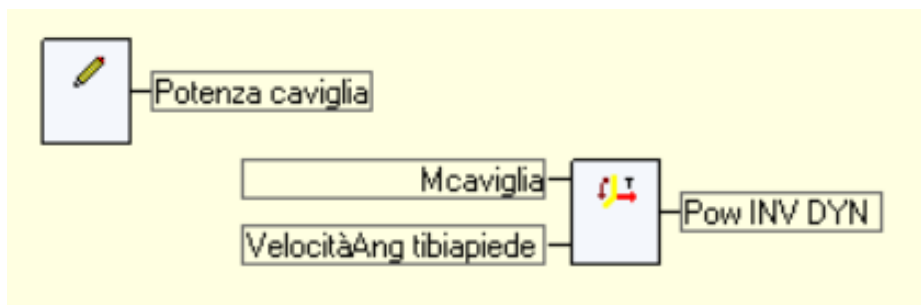 Potenza caviglia
Mcaviglia
T
VelocitàAng tibiapiede
Pow INV DYN